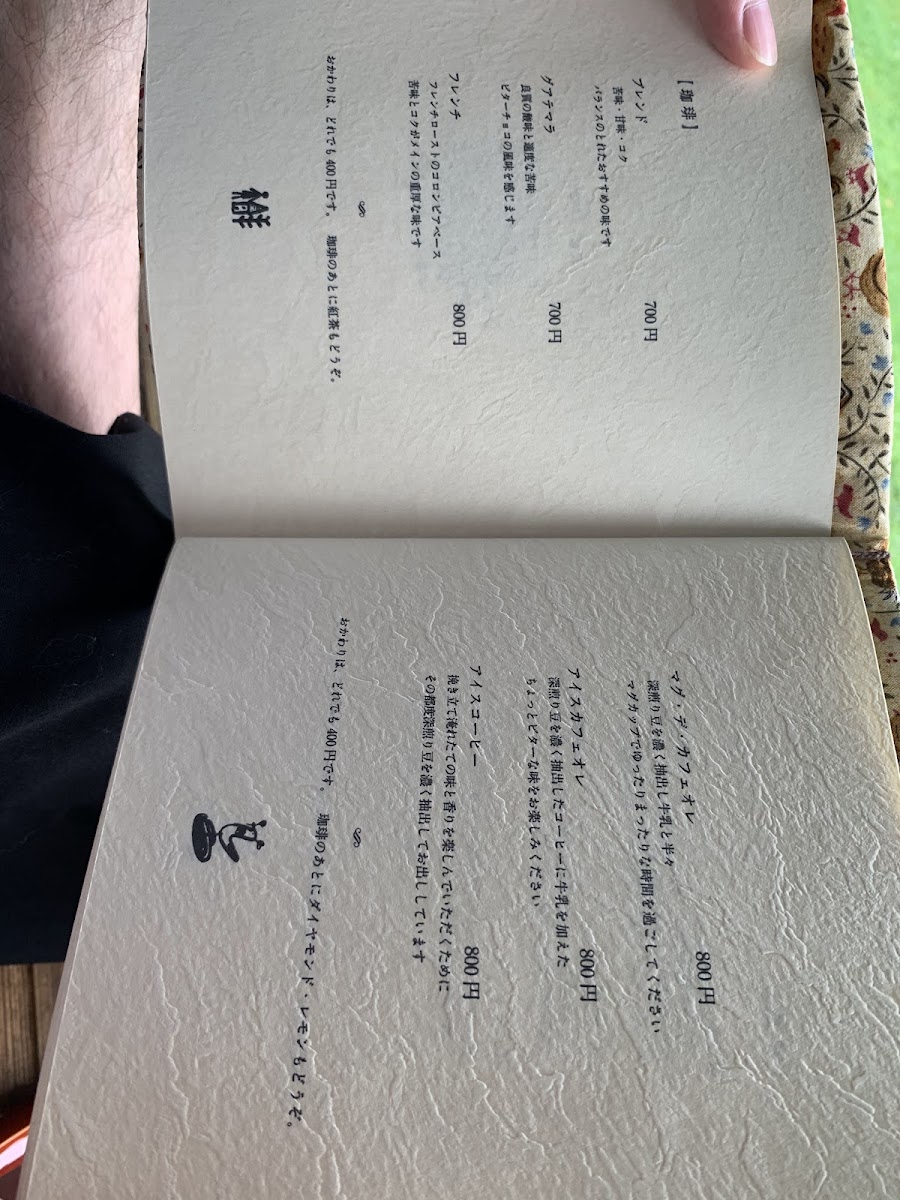 [珈琲]
ブレンド
苦味・甘味・コク
バランスのとれたおすすめの味です
700円
グアテマラ
良質の酸味と適度な苦味
ビターチョコの風味を感じます
700円
フレンチ
フレンチローストのコロンビアベース
苦味とコクがメインの重厚な味です
800円
おかわりは、どれでも400円です。 珈琲のあとに紅茶もどうぞ。
マグ・デ・カフェオレ
深煎り豆を濃く抽出し牛乳と半々
マグカップでゆったりまったりな時間を過ごしてください
800円
アイスカフェオレ
深煎り豆を濃く抽出したコーヒーに牛乳を加えた
ちょっとビターな味をお楽しみください
800円
アイスコーヒー
挽き立て淹れたての味と香りを楽しんでいただくために
その都度深煎り豆を濃く抽出してお出ししています
800円
おかわりは、どれでも400円です。 珈琲のあとにダイヤモンド・レモンもどうぞ。